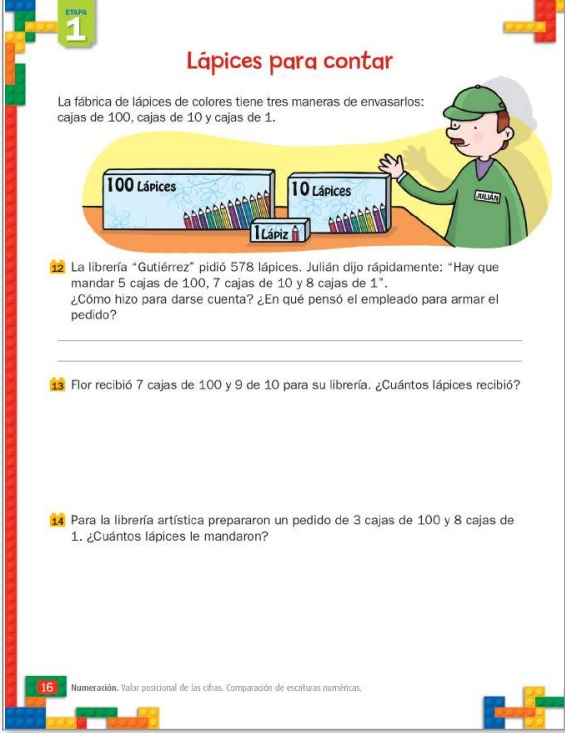 ETAPA
1
Lápices para contar
La fábrica de lápices de colores tiene tres maneras de envasarlos:
cajas de 100, cajas de 10 y cajas de 1.
100 Lápices
10 Lápices
1 Lápiz
JULIÁN
12 La librería “Gutiérrez” pidió 578 lápices. Julián dijo rápidamente: “Hay que
mandar 5 cajas de 100, 7 cajas de 10 y 8 cajas de 1”.
¿Cómo hizo para darse cuenta? ¿En qué pensó el empleado para armar el
pedido?
13 Flor recibió 7 cajas de 100 y 9 de 10 para su librería. ¿Cuántos lápices recibió?
14 Para la librería artística prepararon un pedido de 3 cajas de 100 y 8 cajas de
1. ¿Cuántos lápices le mandaron?
16 Numeración. Valor posicional de las cifras. Comparación de escrituras numéricas.